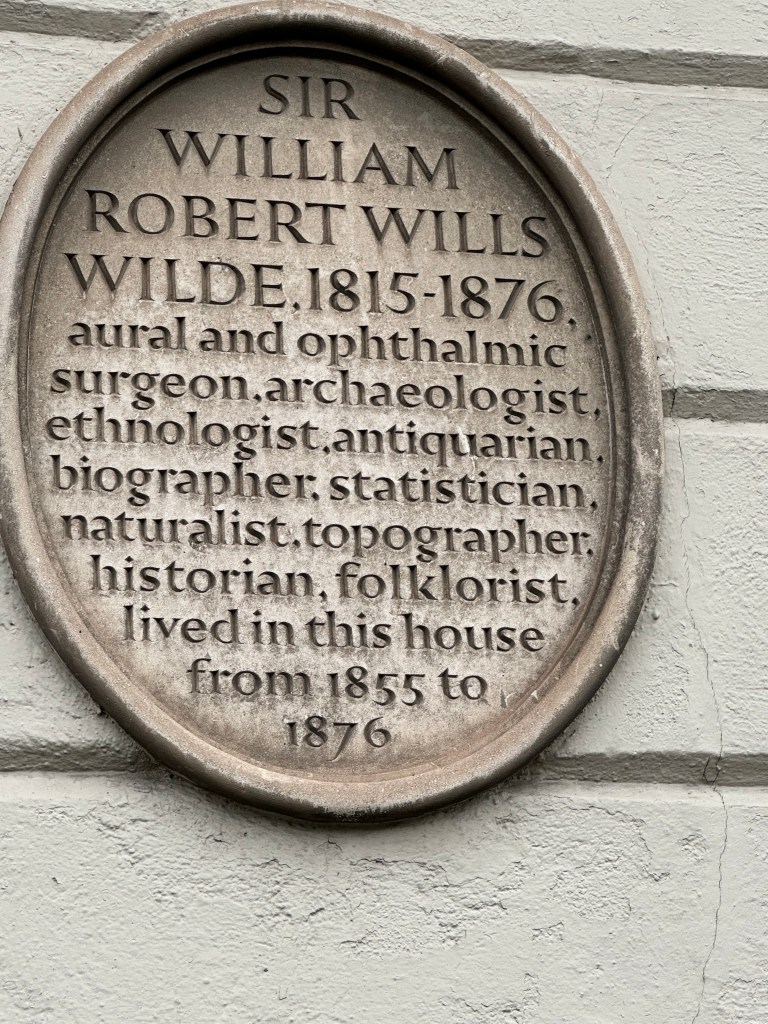 SIR
WILLIAM
ROBERT WILLS
WILDE, 1815-1876,
aural and ophthalmic
surgeon, archaeologist,
ethnologist, antiquarian,
biographer, statistician,
naturalist, topographer,
historian, folklorist,
lived in this house
from 1855 to
1876